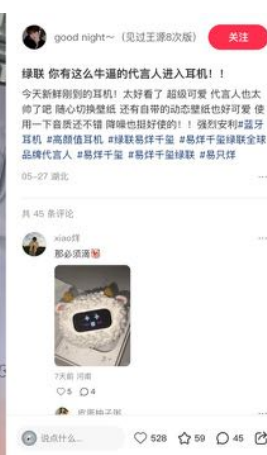 good night～（见过王源8次版）
关注
绿联 你有这么牛逼的代言人进入耳机！！
今天新鲜刚到的耳机！太好看了 超级可爱 代言人也太
帅了吧 随心切换壁纸 还有自带的动态壁纸也好可爱 使
用一下音质还不错 降噪也挺好使的！！强烈安利#蓝牙
耳机 #高颜值耳机 #绿联易烊千玺 #易烊千玺绿联全球
品牌代言人 #易烊千玺 #易烊千玺绿联 #易只烊
05-27 湖北
共 45 条评论
xiao烊
那必须滴
7天前 河南
5 4
说点什么...
528 59 45